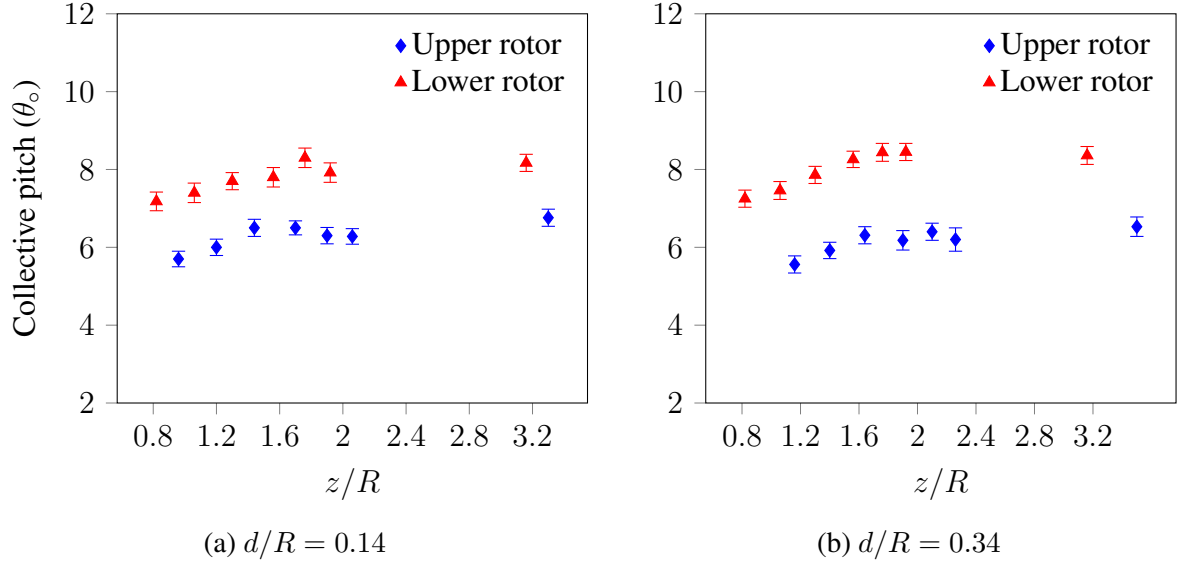 12
10
8
6
4
2
Collective pitch (θ∘)
Upper rotor
Lower rotor
0.8 1.2 1.6 2 2.4 2.8 3.2
z/R
(a) d/R = 0.14
12
10
8
6
4
2
Upper rotor
Lower rotor
0.8 1.2 1.6 2 2.4 2.8 3.2
z/R
(b) d/R = 0.34